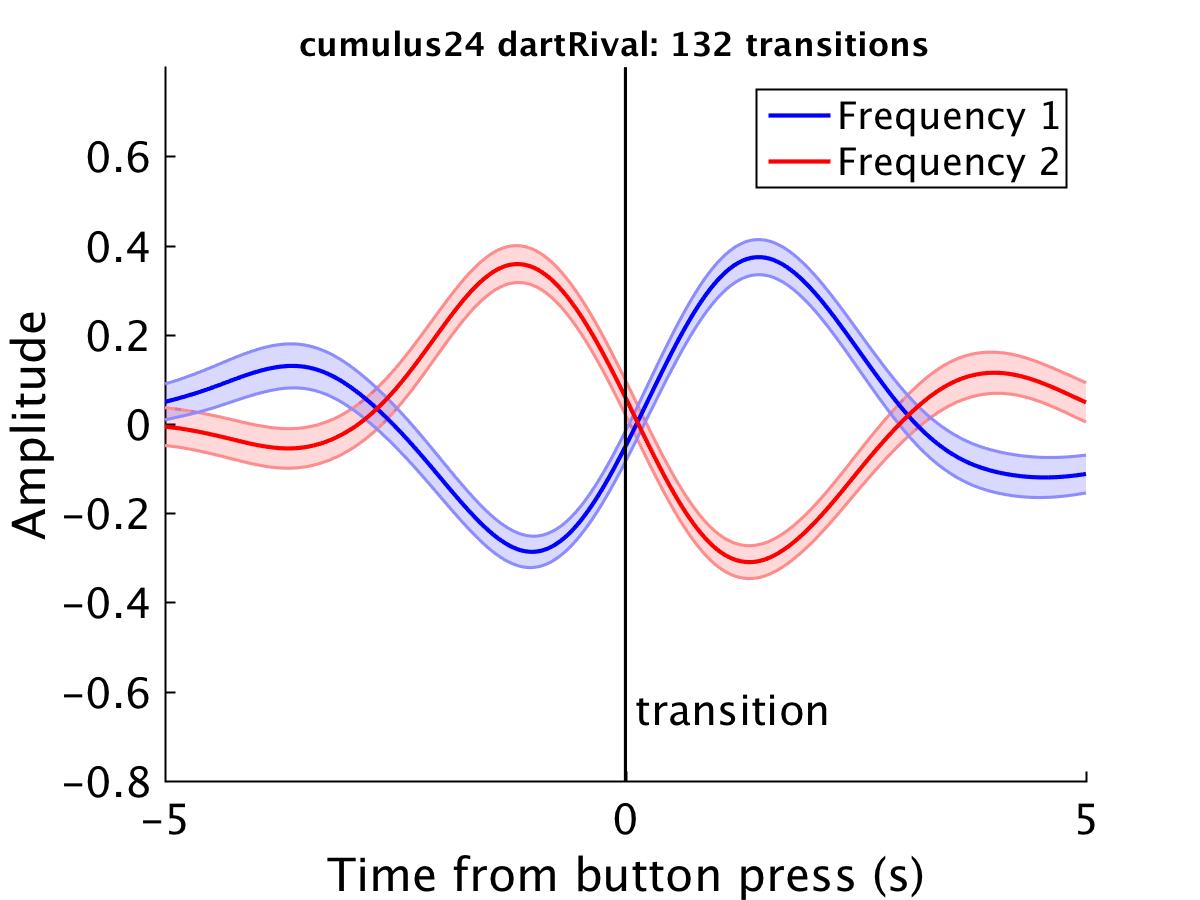 cumulus24 dartRival: 132 transitions
Frequency 1
Frequency 2
0.6
0.4
0.2
0
−0.2
−0.4
−0.6
−0.8
Amplitude
transition
−5
0
5
Time from button press (s)